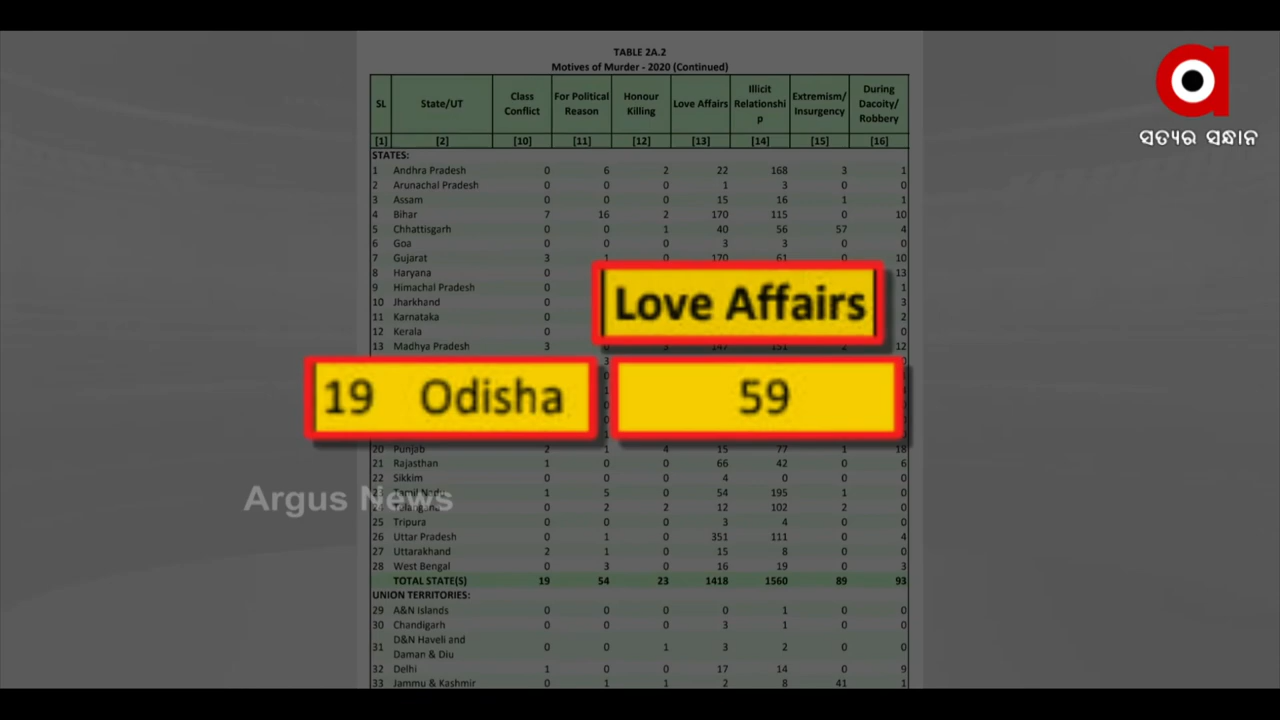 TABLE 2A.2
Motives of Murder - 2020 (Continued)
SL State/UT Class Conflict For Political Reason Honour Killing Love Affairs Illicit Relationship Extremism/ Insurgency During Dacoity/ Robbery
[1] [2] [10] [11] [12] [13] [14] [15] [16]
STATES:
1 Andhra Pradesh 0 6 2 22 168 3 1
2 Arunachal Pradesh 0 0 0 1 3 0 0
3 Assam 0 0 0 15 16 1 1
4 Bihar 7 16 2 170 115 0 10
5 Chhattisgarh 0 0 1 40 56 57 4
6 Goa 0 0 0 3 3 0 0
7 Gujarat 3 1 0 170 61 0 10
8 Haryana 0 13
9 Himachal Pradesh 0 1
10 Jharkhand 0 3
11 Karnataka 0 2
12 Kerala 0 0
13 Madhya Pradesh 3 12
Love Affairs
19 Odisha 59
20 Punjab 2 1 4 15 77 1 18
21 Rajasthan 1 0 0 66 42 0 6
22 Sikkim 0 0 0 4 0 0 0
23 Tamil Nadu 1 5 0 54 195 1 0
24 Telangana 0 2 2 12 102 2 0
25 Tripura 0 0 0 3 4 0 0
26 Uttar Pradesh 0 1 0 351 111 0 4
27 Uttarakhand 2 1 0 15 8 0 0
28 West Bengal 0 3 0 16 19 0 3
TOTAL STATE(S) 19 54 23 1418 1560 89 93
UNION TERRITORIES:
29 A&N Islands 0 0 0 0 1 0 0
30 Chandigarh 0 0 0 3 1 0 0
31 D&N Haveli and Daman & Diu 0 0 1 3 2 0 0
32 Delhi 1 0 0 17 14 0 9
33 Jammu & Kashmir 0 1 1 2 8 41 1
Argus News
a
ସତ୍ୟର ସନ୍ଧାନ